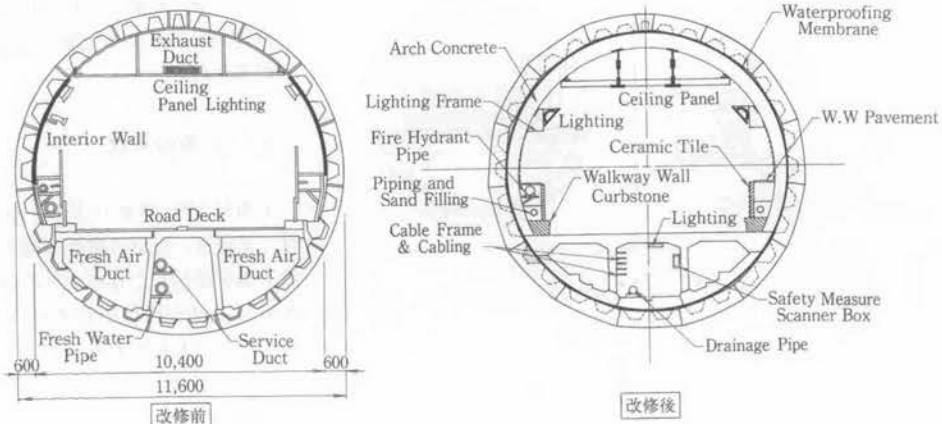 Exhaust
Duct
Ceiling
Panel Lighting
Interior Wall
Road Deck
Fresh Air
Duct
Fresh Air
Duct
Fresh Water
Pipe
Service
Duct
600
10,400
600
11,600
改修前
Arch Concrete
Waterproofing
Membrane
Lighting Frame
Ceiling Panel
Lighting
W.W Pavement
Fire Hydrant
Pipe
Ceramic Tile
Piping and
Sand Filling
Walkway Wall
Curbstone
Cable Frame
& Cabling
Lighting
Safety Measure
Scanner Box
Drainage Pipe
改修後